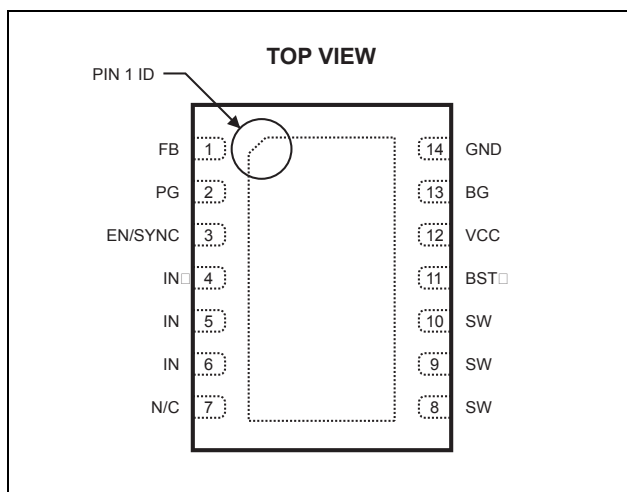 TOP VIEW
PIN 1 ID
FB 1 14 GND
PG 2 13 BG
EN/SYNC 3 12 VCC
IN□ 4 11 BST□
IN 5 10 SW
IN 6 9 SW
N/C 7 8 SW